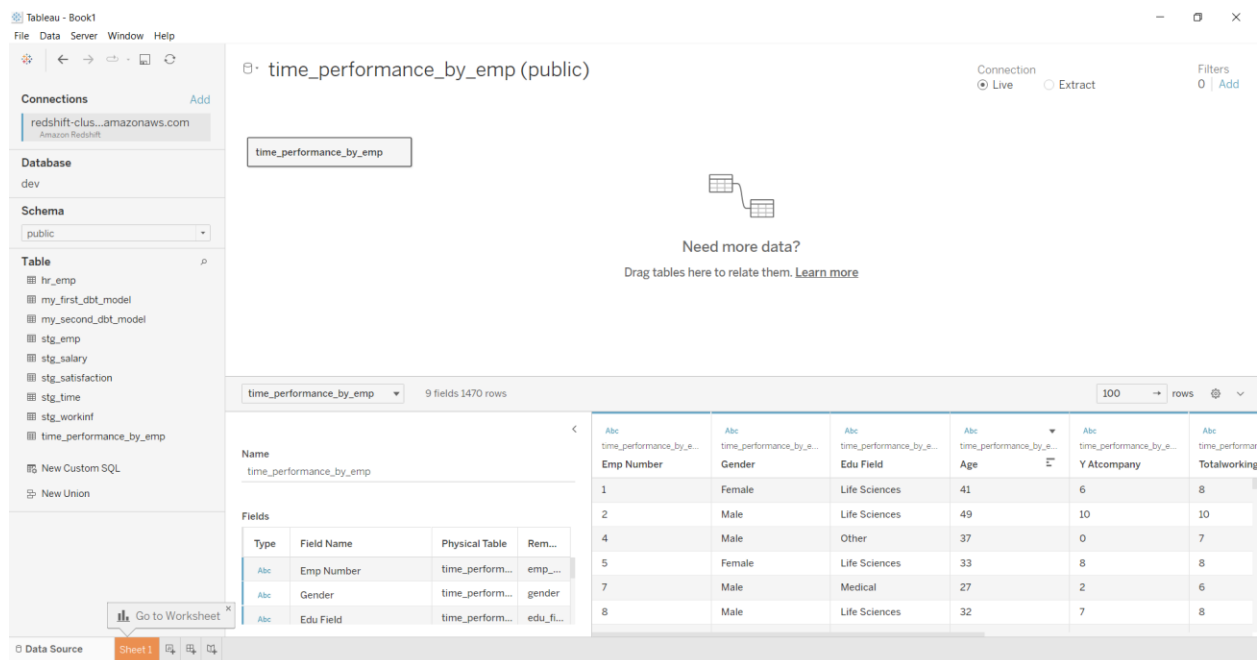 Tableau - Book1
File Data Server Window Help
time_performance_by_emp (public)
Connection
Live Extract
Filters
0 Add
Connections Add
redshift-clus...amazonaws.com
Amazon Redshift
Database
dev
Schema
public
Table
hr_emp
my_first_dbt_model
my_second_dbt_model
stg_emp
stg_salary
stg_satisfaction
stg_time
stg_workinf
time_performance_by_emp
New Custom SQL
New Union
time_performance_by_emp
Need more data?
Drag tables here to relate them. Learn more
time_performance_by_emp 9 fields 1470 rows 100 rows
Name
time_performance_by_emp
Fields
Type Field Name Physical Table Rem...
Abc Emp Number time_perform... emp_...
Abc Gender time_perform... gender
Abc Edu Field time_perform... edu_fi...
Abc Abc Abc Abc Abc Abc
time_performance_by_e... time_performance_by_e... time_performance_by_e... time_performance_by_e... time_performance_by_e... time_performan
Emp Number Gender Edu Field Age Y Atcompany Totalworking
1 Female Life Sciences 41 6 8
2 Male Life Sciences 49 10 10
4 Male Other 37 0 7
5 Female Life Sciences 33 8 8
7 Male Medical 27 2 6
8 Male Life Sciences 32 7 8
Go to Worksheet
Data Source Sheet 1